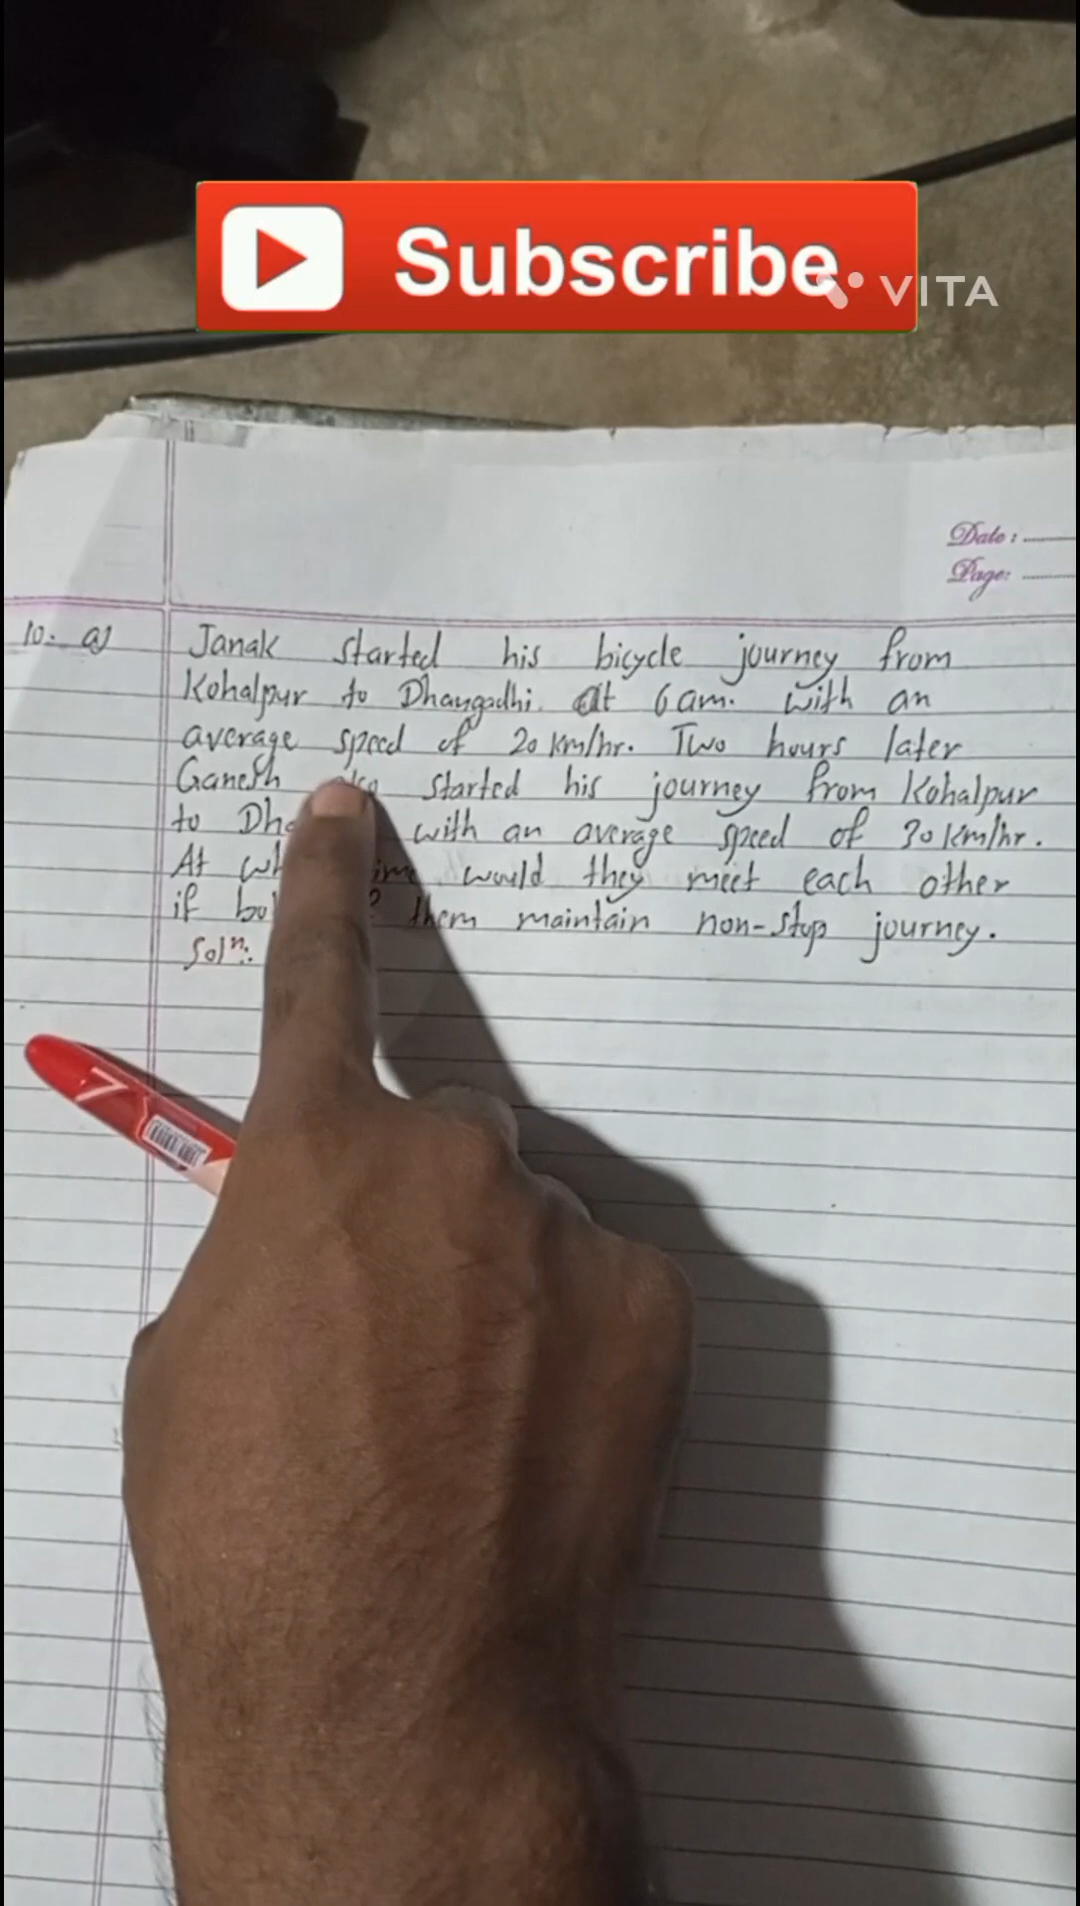 Subscribe
VITA
Date:
Page:
10. a) Janak started his bicycle journey from
Kohalpur to Dhangadhi. At 6 am. with an
average speed of 20 km/hr. Two hours later
Ganesh also started his journey from Kohalpur
to with an average speed of 30 km/hr.
At would they meet each other
if them maintain non-stop journey.
Solⁿ:
7